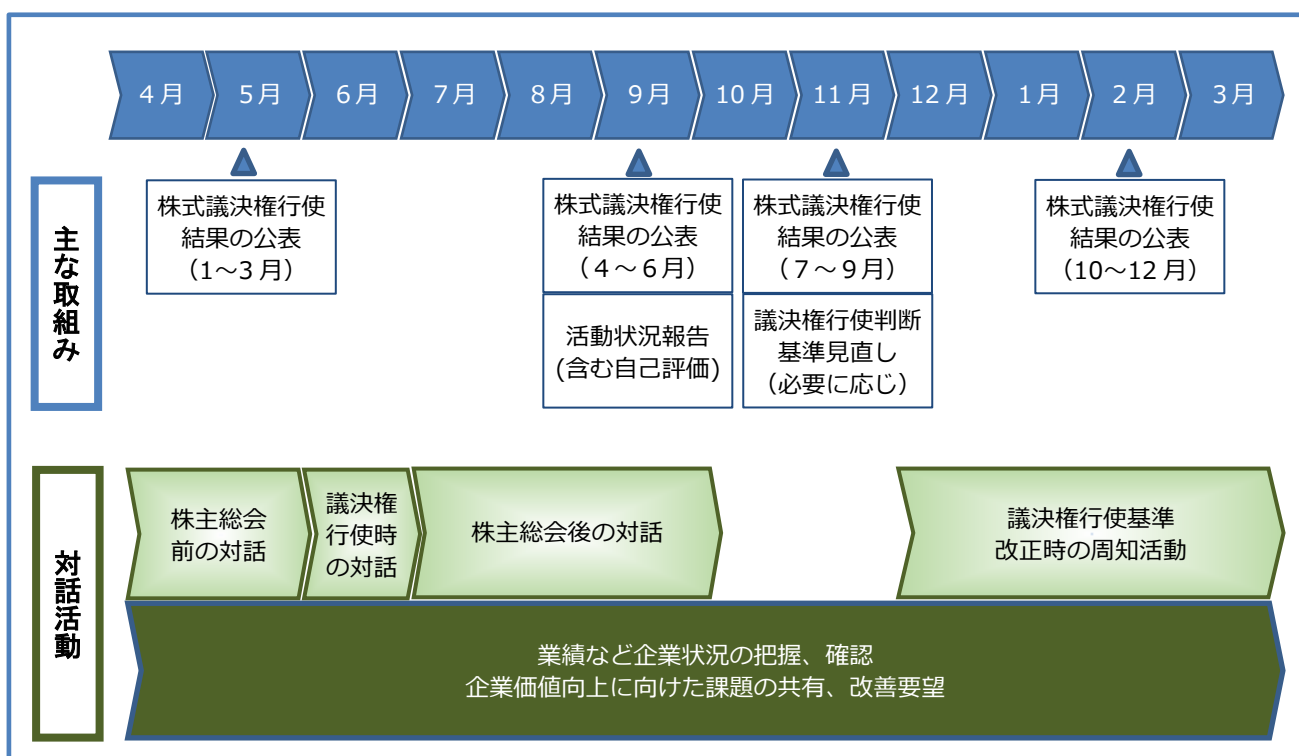 4月
5月
6月
7月
8月
9月
10月
11月
12月
1月
2月
3月
主な取組み
株式議決権行使
結果の公表
（1～3月）
株式議決権行使
結果の公表
（４～６月）
活動状況報告
(含む自己評価)
株式議決権行使
結果の公表
（７～９月）
議決権行使判断
基準見直し
（必要に応じ）
株式議決権行使
結果の公表
（10～12月）
対話活動
株主総会
前の対話
議決権
行使時
の対話
株主総会後の対話
議決権行使基準
改正時の周知活動
業績など企業状況の把握、確認
企業価値向上に向けた課題の共有、改善要望